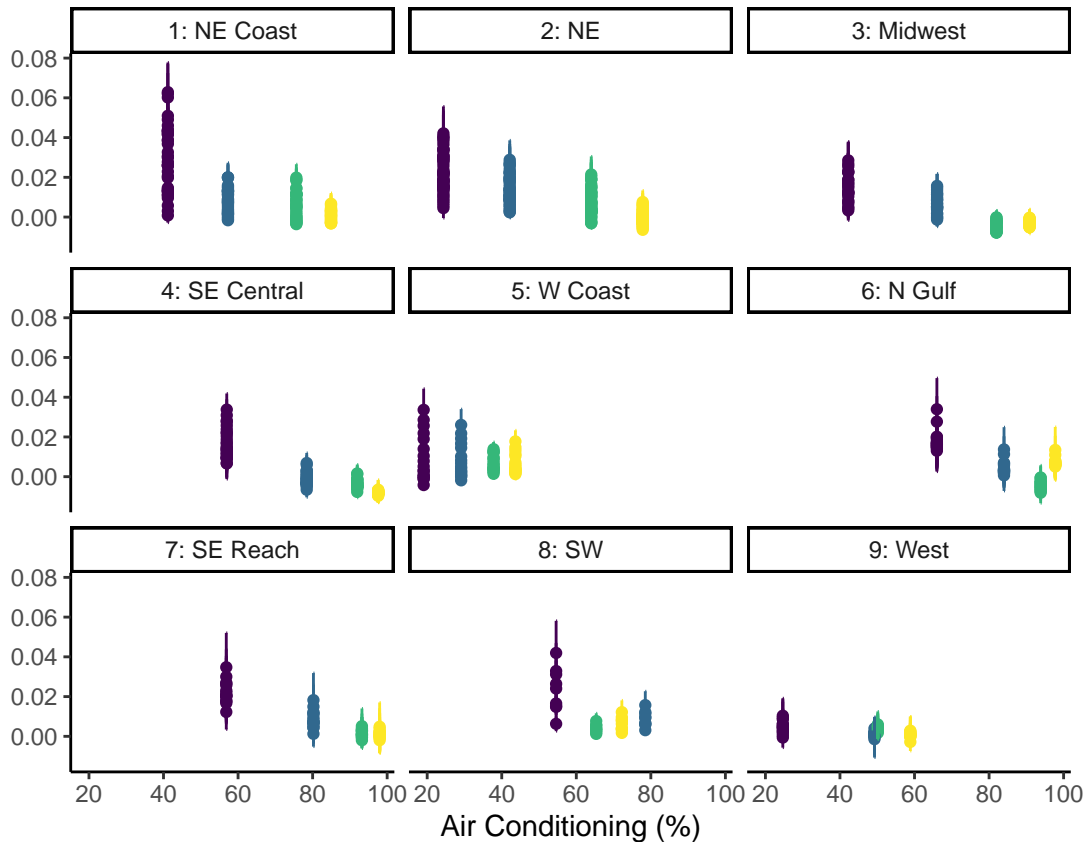 1: NE Coast
2: NE
3: Midwest
0.08
0.06
0.04
0.02
0.00
4: SE Central
5: W Coast
6: N Gulf
0.08
0.06
0.04
0.02
0.00
7: SE Reach
8: SW
9: West
0.08
0.06
0.04
0.02
0.00
20 40 60 80 100 20 40 60 80 100 20 40 60 80 100
Air Conditioning (%)